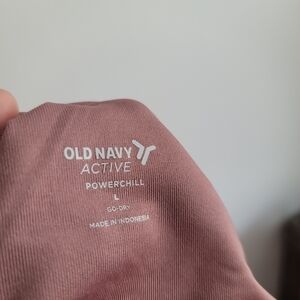 OLD NAVY
ACTIVE
POWERCHILL
L
GO-DRY
MADE IN INDONESIA